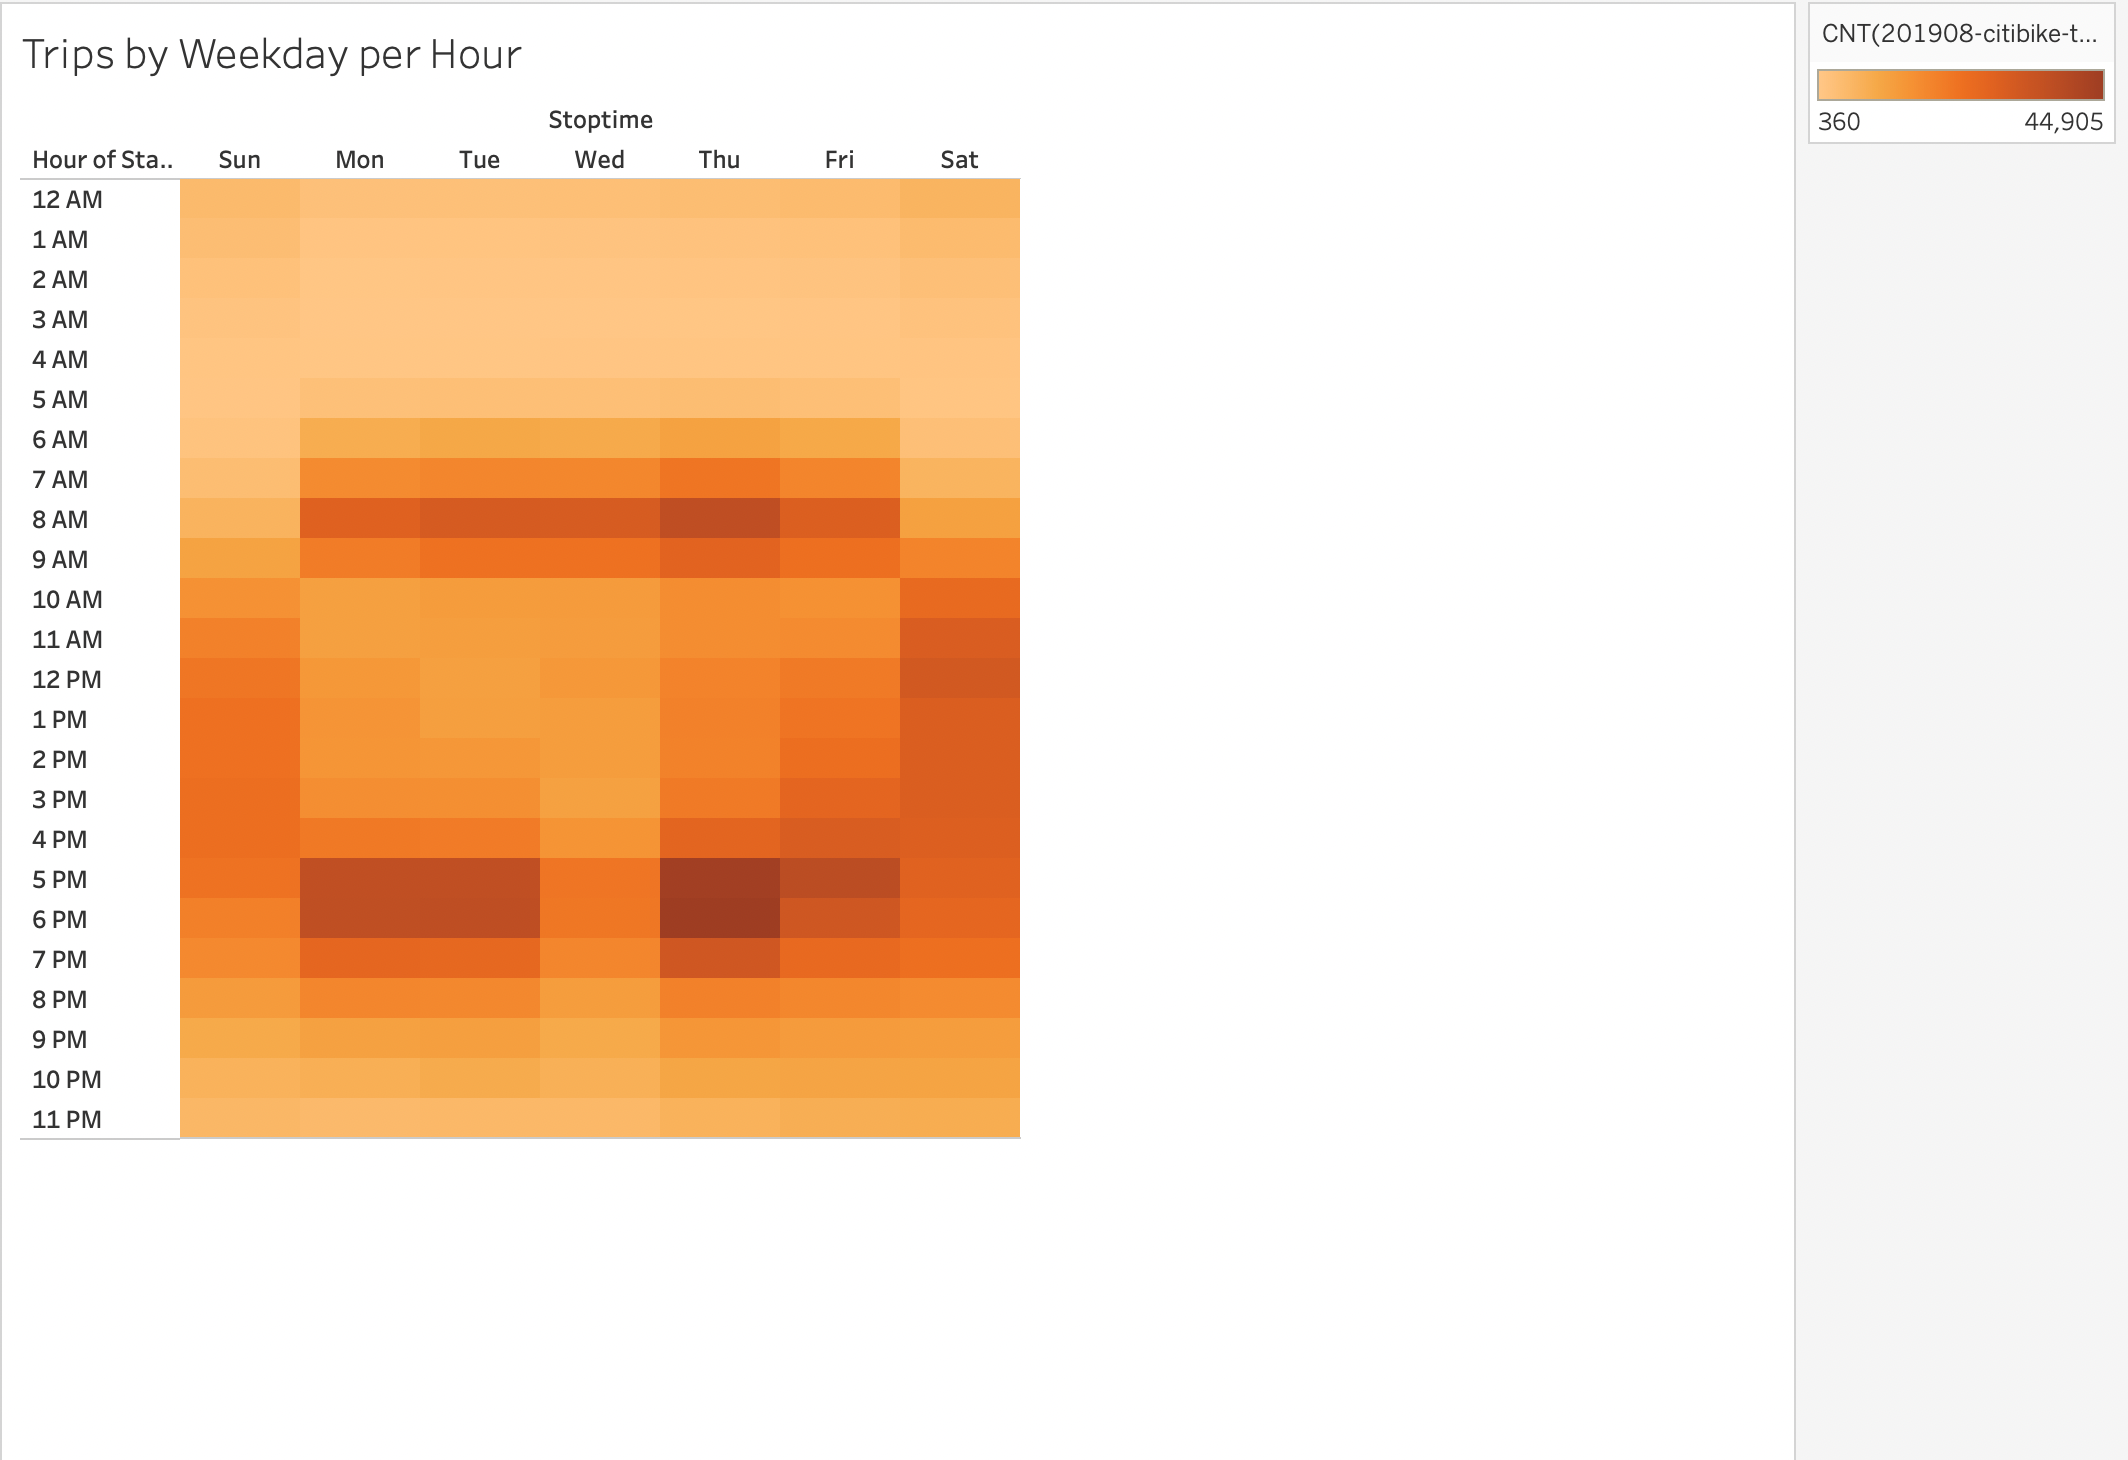 Trips by Weekday per Hour
CNT(201908-citibike-t...
360 44,905
Stoptime
Hour of Sta.. Sun Mon Tue Wed Thu Fri Sat
12 AM
1 AM
2 AM
3 AM
4 AM
5 AM
6 AM
7 AM
8 AM
9 AM
10 AM
11 AM
12 PM
1 PM
2 PM
3 PM
4 PM
5 PM
6 PM
7 PM
8 PM
9 PM
10 PM
11 PM